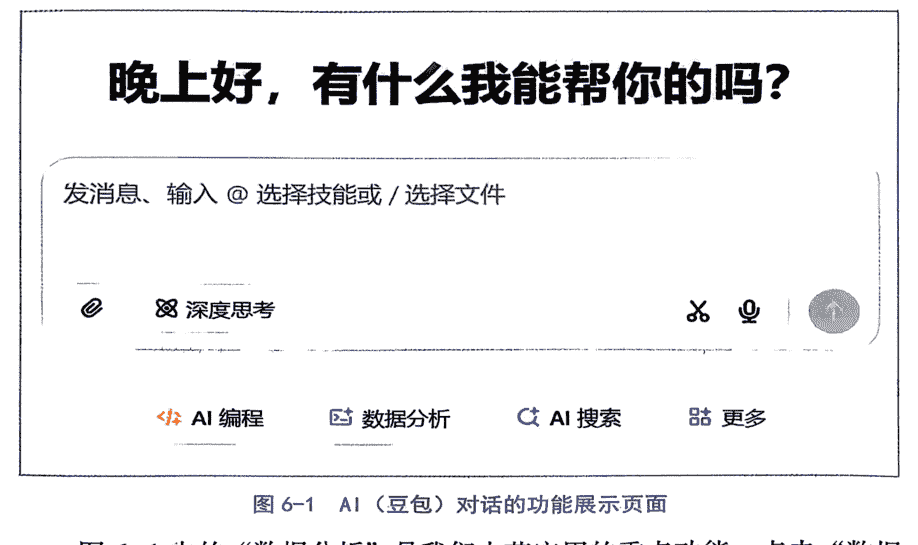 晚上好，有什么我能帮你的吗？
发消息、输入 @ 选择技能或 / 选择文件
深度思考
AI 编程 数据分析 AI 搜索 更多
图 6-1 AI（豆包）对话的功能展示页面